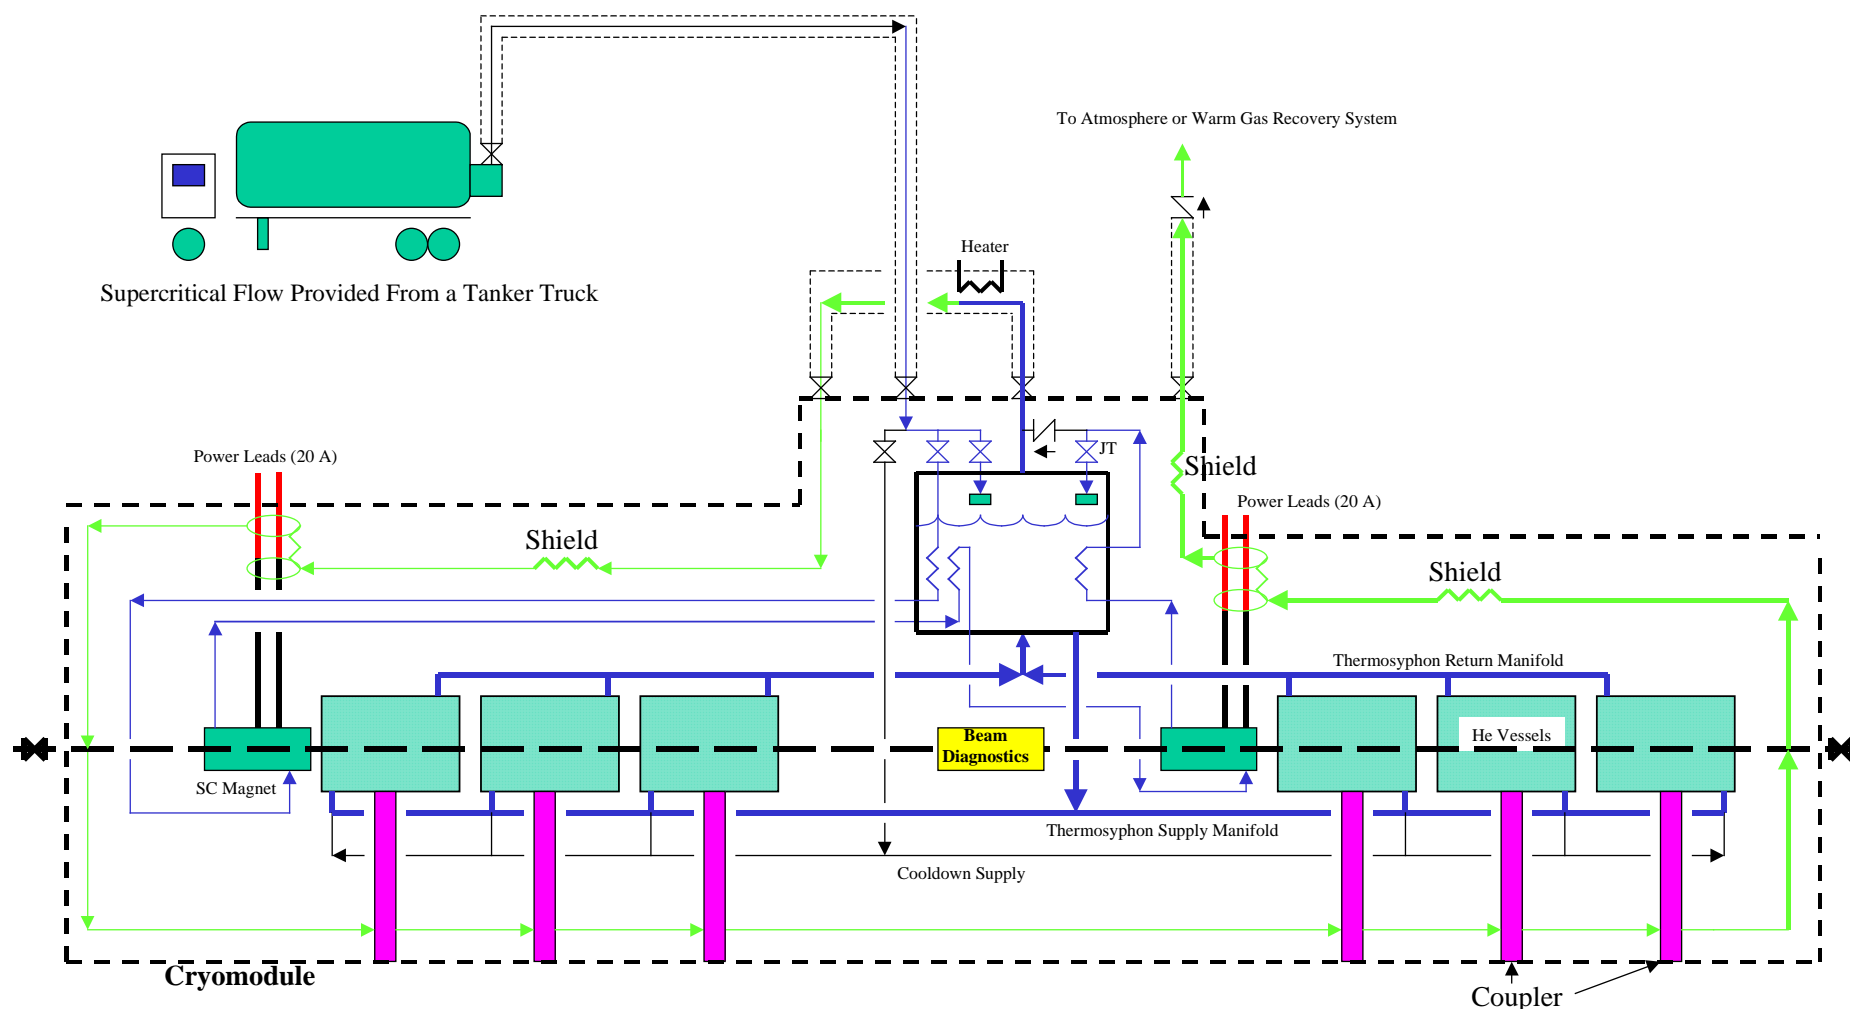 To Atmosphere or Warm Gas Recovery System
Heater
Supercritical Flow Provided From a Tanker Truck
Power Leads (20 A)
JT
Shield
Power Leads (20 A)
Shield
Shield
Thermosyphon Return Manifold
Beam
Diagnostics
He Vessels
SC Magnet
Thermosyphon Supply Manifold
Cooldown Supply
Cryomodule
Coupler